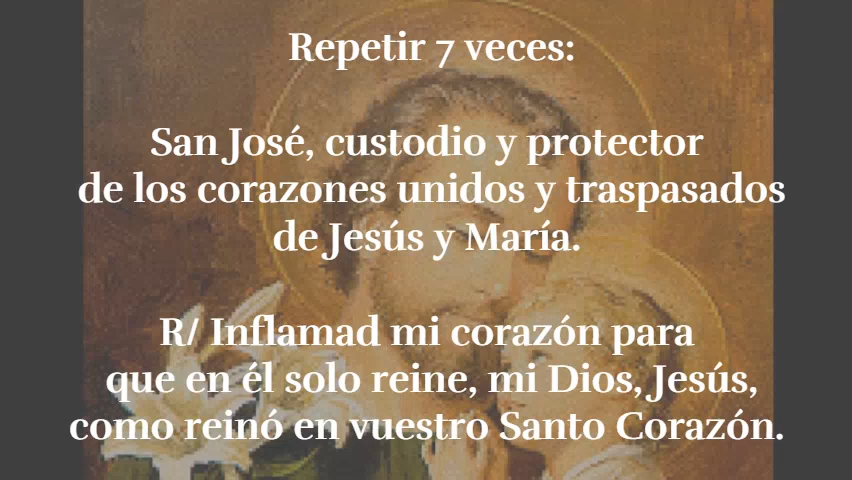 Repetir 7 veces:
San José, custodio y protector
de los corazones unidos y traspasados
de Jesús y María.
R/ Inflamad mi corazón para
que en él solo reine, mi Dios, Jesús,
como reinó en vuestro Santo Corazón.